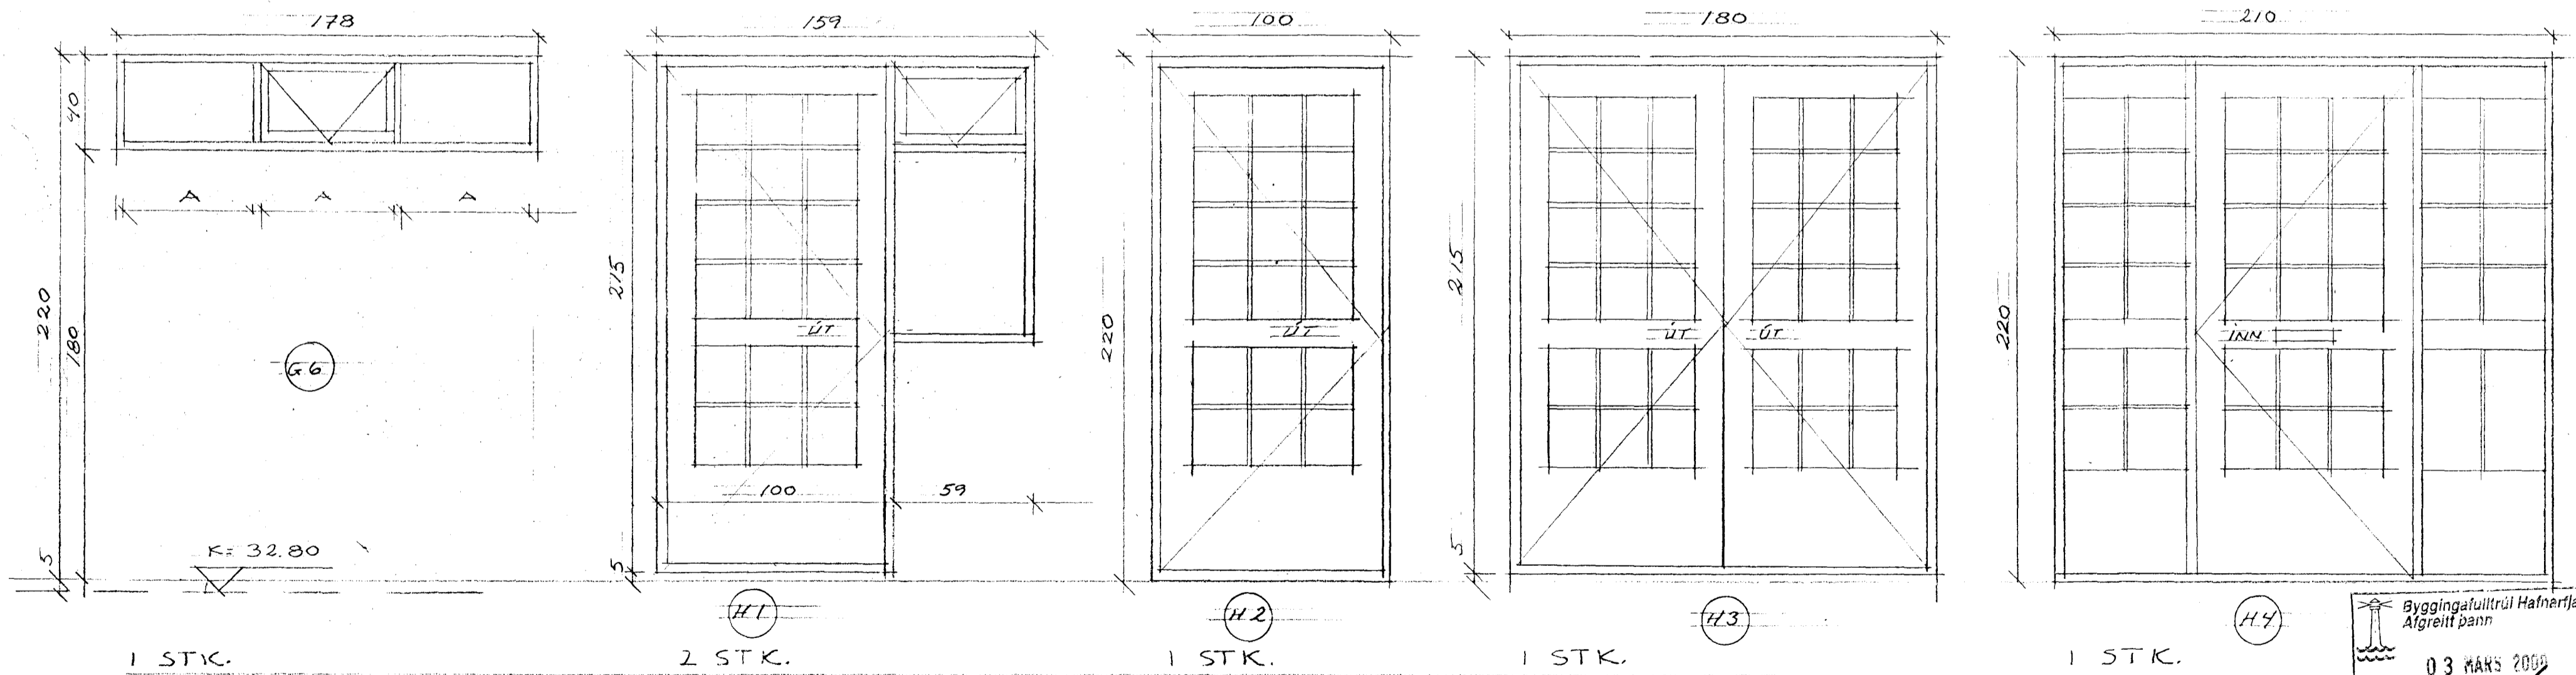 178
159
100
180
210
40
A A A
220
180
5
G6
K= 32.80
215
5
ÚT
100
59
220
ÚT
215
5
ÚT ÚT
220
INN
H1
H2
H3
H4
1 STK.
2 STK.
1 STK.
1 STK.
1 STK.
Byggingafulltrúi
Afgreitt þann
03 MARS